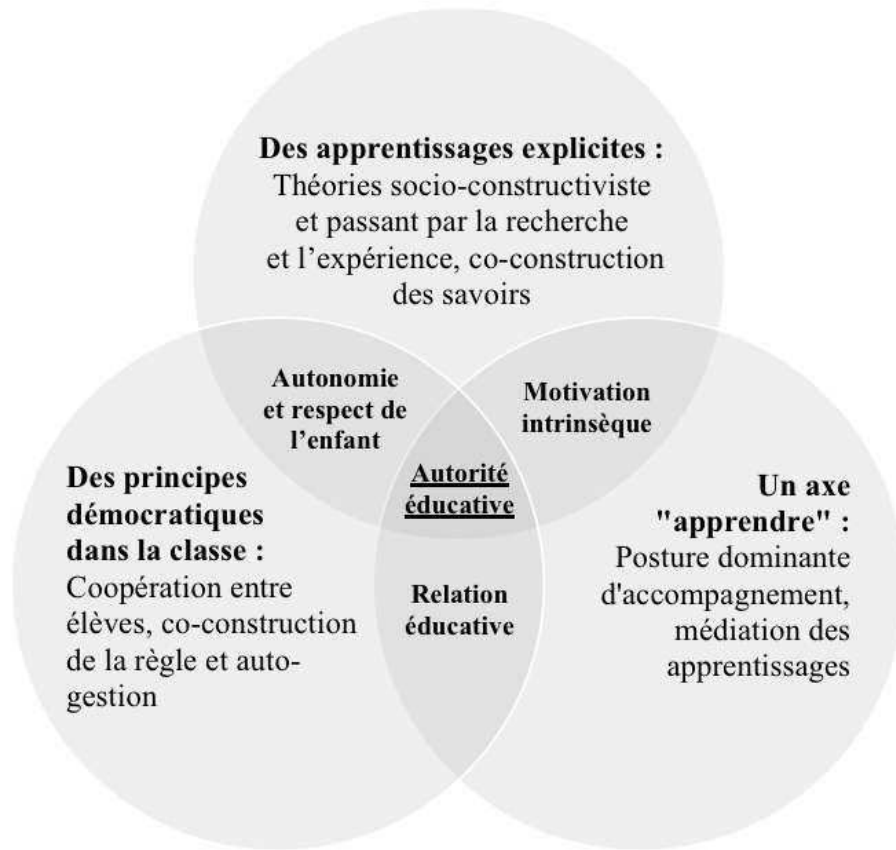 Des apprentissages explicites :
Théories socio-constructiviste
et passant par la recherche
et l’expérience, co-construction
des savoirs
Autonomie
et respect de
l’enfant
Motivation
intrinsèque
Autorité
éducative
Des principes
démocratiques
dans la classe :
Coopération entre
élèves, co-construction
de la règle et auto-
gestion
Relation
éducative
Un axe
"apprendre" :
Posture dominante
d'accompagnement,
médiation des
apprentissages